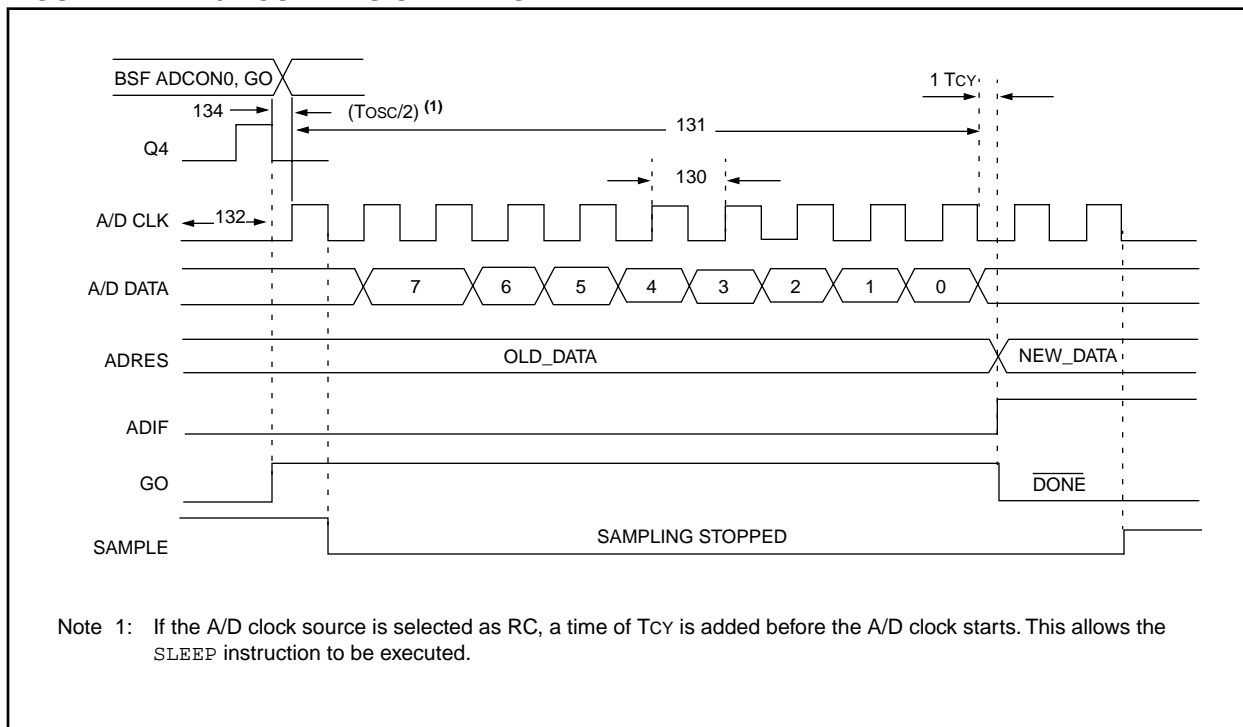 BSF ADCON0, GO
1 TCY
134
(TOSC/2) (1)
131
Q4
130
A/D CLK
132
A/D DATA
7
6
5
4
3
2
1
0
ADRES
OLD_DATA
NEW_DATA
ADIF
GO
DONE
SAMPLE
SAMPLING STOPPED
Note 1: If the A/D clock source is selected as RC, a time of TCY is added before the A/D clock starts. This allows the
SLEEP instruction to be executed.